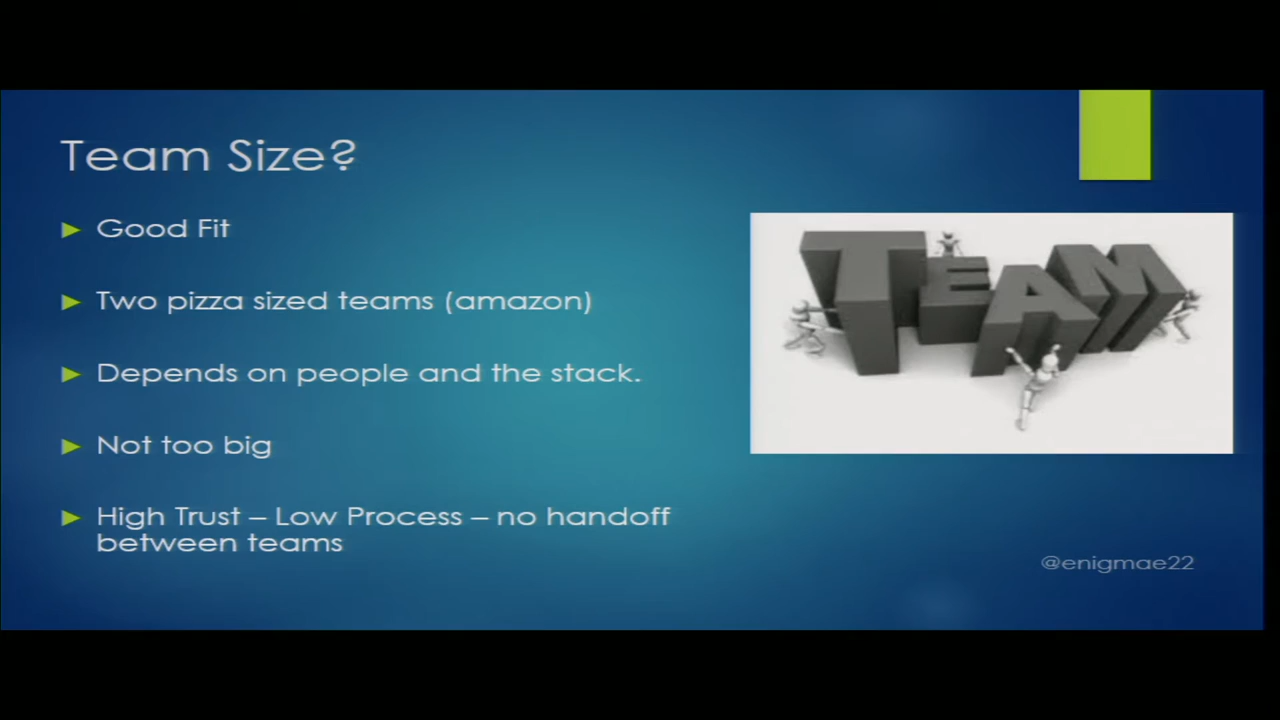 Team Size?
Good Fit
Two pizza sized teams (amazon)
Depends on people and the stack.
Not too big
High Trust – Low Process – no handoff
between teams
TEAM
@enigmae22